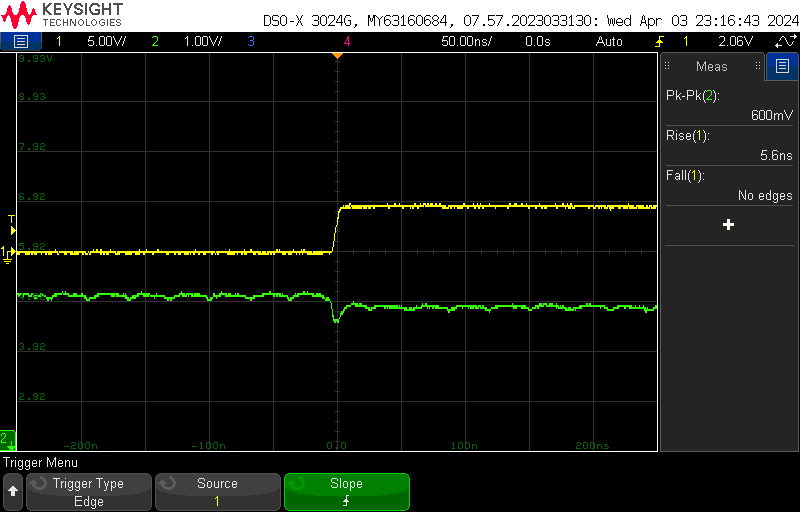 KEYSIGHT
TECHNOLOGIES
DSO-X 3024G, MY63160684, 07.57.2023033130: Wed Apr 03 23:16:43 2024
1 5.00V/ 2 1.00V/ 3 4 50.00ns/ 0.0s Auto 1 2.06V
9.93V
8.93
7.92
6.92
5.92
3.92
2.92
T
1
2
-200n -100n 0.0 100n 200ns
Meas
Pk-Pk(2):
600mV
Rise(1):
5.6ns
Fall(1):
No edges
+
Trigger Menu
Trigger Type
Edge
Source
1
Slope